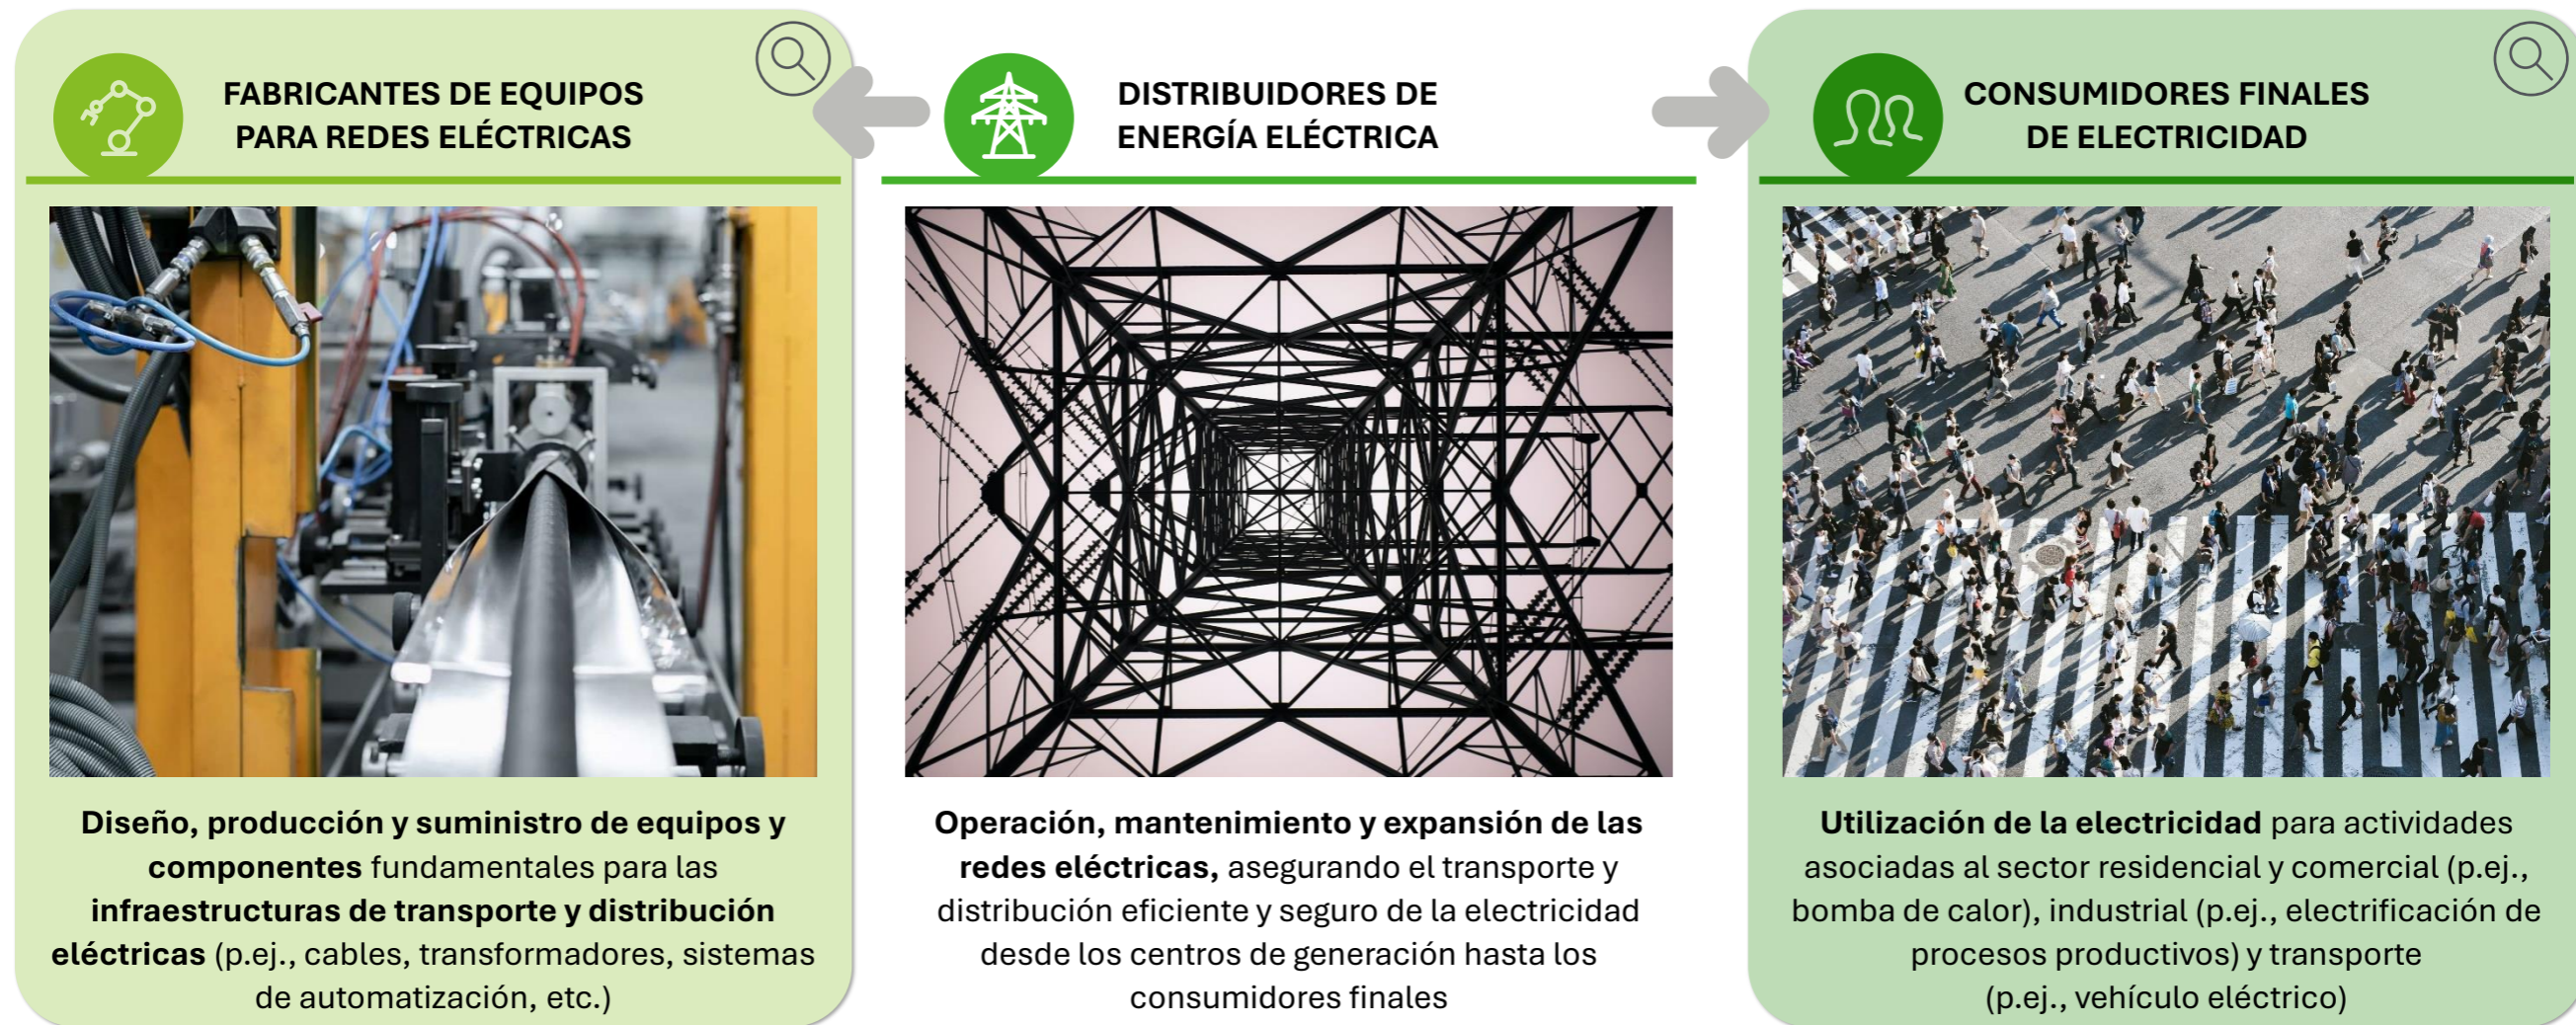 FABRICANTES DE EQUIPOS
PARA REDES ELÉCTRICAS
Diseño, producción y suministro de equipos y
componentes fundamentales para las
infraestructuras de transporte y distribución
eléctricas (p.ej., cables, transformadores, sistemas
de automatización, etc.)
DISTRIBUIDORES DE
ENERGÍA ELÉCTRICA
Operación, mantenimiento y expansión de las
redes eléctricas, asegurando el transporte y
distribución eficiente y seguro de la electricidad
desde los centros de generación hasta los
consumidores finales
CONSUMIDORES FINALES
DE ELECTRICIDAD
Utilización de la electricidad para actividades
asociadas al sector residencial y comercial (p.ej.,
bomba de calor), industrial (p.ej., electrificación de
procesos productivos) y transporte
(p.ej., vehículo eléctrico)